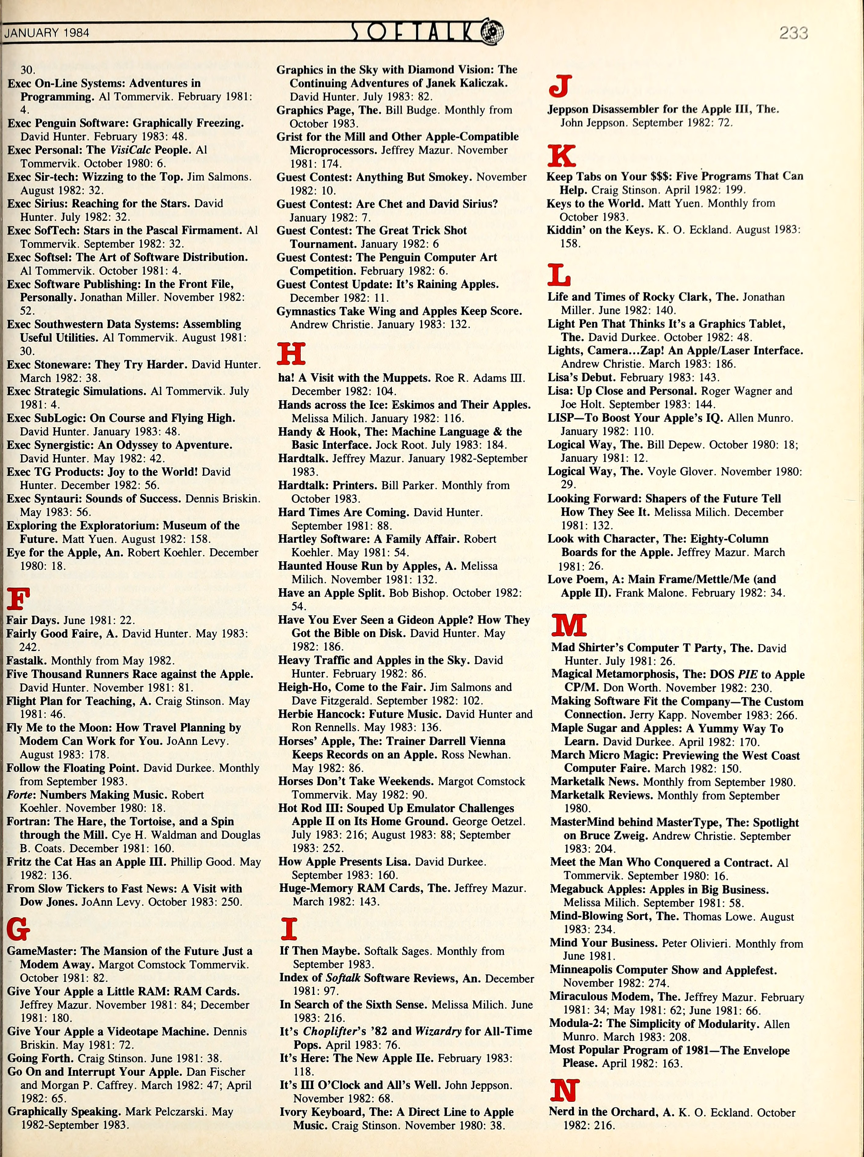 JANUARY 1984
SOFTALK
233
30.
Exec On-Line Systems: Adventures in
Programming. Al Tommervik. February 1981:
4.
Exec Penguin Software: Graphically Freezing.
David Hunter. February 1983: 48.
Exec Personal: The VisiCalc People. Al
Tommervik. October 1980: 6.
Exec Sir-tech: Wizzing to the Top. Jim Salmons.
August 1982: 32.
Exec Sirius: Reaching for the Stars. David
Hunter. July 1982: 32.
Exec SofTech: Stars in the Pascal Firmament. Al
Tommervik. September 1982: 32.
Exec Softsel: The Art of Software Distribution.
Al Tommervik. October 1981: 4.
Exec Software Publishing: In the Front File,
Personally. Jonathan Miller. November 1982:
52.
Exec Southwestern Data Systems: Assembling
Useful Utilities. Al Tommervik. August 1981:
30.
Exec Stoneware: They Try Harder. David Hunter.
March 1982: 38.
Exec Strategic Simulations. Al Tommervik. July
1981: 4.
Exec SubLogic: On Course and Flying High.
David Hunter. January 1983: 48.
Exec Synergistic: An Odyssey to Apventure.
David Hunter. May 1982: 42.
Exec TG Products: Joy to the World! David
Hunter. December 1982: 56.
Exec Syntauri: Sounds of Success. Dennis Briskin.
May 1983: 56.
Exploring the Exploratorium: Museum of the
Future. Matt Yuen. August 1982: 158.
Eye for the Apple, An. Robert Koehler. December
1980: 18.
F
Fair Days. June 1981: 22.
Fairly Good Faire, A. David Hunter. May 1983:
242.
Fastalk. Monthly from May 1982.
Five Thousand Runners Race against the Apple.
David Hunter. November 1981: 81.
Flight Plan for Teaching, A. Craig Stinson. May
1981: 46.
Fly Me to the Moon: How Travel Planning by
Modem Can Work for You. JoAnn Levy.
August 1983: 178.
Follow the Floating Point. David Durkee. Monthly
from September 1983.
Forte: Numbers Making Music. Robert
Koehler. November 1980: 18.
Fortran: The Hare, the Tortoise, and a Spin
through the Mill. Cye H. Waldman and Douglas
B. Coats. December 1981: 160.
Fritz the Cat Has an Apple III. Phillip Good. May
1982: 136.
From Slow Tickers to Fast News: A Visit with
Dow Jones. JoAnn Levy. October 1983: 250.
G
GameMaster: The Mansion of the Future Just a
Modem Away. Margot Comstock Tommervik.
October 1981: 82.
Give Your Apple a Little RAM: RAM Cards.
Jeffrey Mazur. November 1981: 84; December
1981: 180.
Give Your Apple a Videotape Machine. Dennis
Briskin. May 1981: 72.
Going Forth. Craig Stinson. June 1981: 38.
Go On and Interrupt Your Apple. Dan Fischer
and Morgan P. Caffrey. March 1982: 47; April
1982: 65.
Graphically Speaking. Mark Pelczarski. May
1982-September 1983.
Graphics in the Sky with Diamond Vision: The
Continuing Adventures of Janek Kaliczak.
David Hunter. July 1983: 82.
Graphics Page, The. Bill Budge. Monthly from
October 1983.
Grist for the Mill and Other Apple-Compatible
Microprocessors. Jeffrey Mazur. November
1981: 174.
Guest Contest: Anything But Smokey. November
1982: 10.
Guest Contest: Are Chet and David Sirius?
January 1982: 7.
Guest Contest: The Great Trick Shot
Tournament. January 1982: 6
Guest Contest: The Penguin Computer Art
Competition. February 1982: 6.
Guest Contest Update: It's Raining Apples.
December 1982: 11.
Gymnastics Take Wing and Apples Keep Score.
Andrew Christie. January 1983: 132.
H
ha! A Visit with the Muppets. Roe R. Adams III.
December 1982: 104.
Hands across the Ice: Eskimos and Their Apples.
Melissa Milich. January 1982: 116.
Handy & Hook, The: Machine Language & the
Basic Interface. Jock Root. July 1983: 184.
Hardtalk. Jeffrey Mazur. January 1982-September
1983.
Hardtalk: Printers. Bill Parker. Monthly from
October 1983.
Hard Times Are Coming. David Hunter.
September 1981: 88.
Hartley Software: A Family Affair. Robert
Koehler. May 1981: 54.
Haunted House Run by Apples, A. Melissa
Milich. November 1981: 132.
Have an Apple Split. Bob Bishop. October 1982:
54.
Have You Ever Seen a Gideon Apple? How They
Got the Bible on Disk. David Hunter. May
1982: 186.
Heavy Traffic and Apples in the Sky. David
Hunter. February 1982: 86.
Heigh-Ho, Come to the Fair. Jim Salmons and
Dave Fitzgerald. September 1982: 102.
Herbie Hancock: Future Music. David Hunter and
Ron Rennells. May 1983: 136.
Horses' Apple, The: Trainer Darrell Vienna
Keeps Records on an Apple. Ross Newhan.
May 1982: 86.
Horses Don't Take Weekends. Margot Comstock
Tommervik. May 1982: 90.
Hot Rod III: Souped Up Emulator Challenges
Apple II on Its Home Ground. George Oetzel.
July 1983: 216; August 1983: 88; September
1983: 252.
How Apple Presents Lisa. David Durkee.
September 1983: 160.
Huge-Memory RAM Cards, The. Jeffrey Mazur.
March 1982: 143.
I
If Then Maybe. Softalk Sages. Monthly from
September 1983.
Index of Softalk Software Reviews, An. December
1981: 97.
In Search of the Sixth Sense. Melissa Milich. June
1983: 216.
It's Choplifter's '82 and Wizardry for All-Time
Pops. April 1983: 76.
It's Here: The New Apple IIe. February 1983:
118.
It's III O'Clock and All's Well. John Jeppson.
November 1982: 68.
Ivory Keyboard, The: A Direct Line to Apple
Music. Craig Stinson. November 1980: 38.
J
Jeppson Disassembler for the Apple III, The.
John Jeppson. September 1982: 72.
K
Keep Tabs on Your $$$: Five Programs That Can
Help. Craig Stinson. April 1982: 199.
Keys to the World. Matt Yuen. Monthly from
October 1983.
Kiddin' on the Keys. K. O. Eckland. August 1983:
158.
L
Life and Times of Rocky Clark, The. Jonathan
Miller. June 1982: 140.
Light Pen That Thinks It's a Graphics Tablet,
The. David Durkee. October 1982: 48.
Lights, Camera...Zap! An Apple/Laser Interface.
Andrew Christie. March 1983: 186.
Lisa's Debut. February 1983: 143.
Lisa: Up Close and Personal. Roger Wagner and
Joe Holt. September 1983: 144.
LISP—To Boost Your Apple's IQ. Allen Munro.
January 1982: 110.
Logical Way, The. Bill Depew. October 1980: 18;
January 1981: 12.
Logical Way, The. Voyle Glover. November 1980:
29.
Looking Forward: Shapers of the Future Tell
How They See It. Melissa Milich. December
1981: 132.
Look with Character, The: Eighty-Column
Boards for the Apple. Jeffrey Mazur. March
1981: 26.
Love Poem, A: Main Frame/Mettle/Me (and
Apple II). Frank Malone. February 1982: 34.
M
Mad Shirter's Computer T Party, The. David
Hunter. July 1981: 26.
Magical Metamorphosis, The: DOS PIE to Apple
CP/M. Don Worth. November 1982: 230.
Making Software Fit the Company—The Custom
Connection. Jerry Kapp. November 1983: 266.
Maple Sugar and Apples: A Yummy Way To
Learn. David Durkee. April 1982: 170.
March Micro Magic: Previewing the West Coast
Computer Faire. March 1982: 150.
Marketalk News. Monthly from September 1980.
Marketalk Reviews. Monthly from September
1980.
MasterMind behind MasterType, The: Spotlight
on Bruce Zweig. Andrew Christie. September
1983: 204.
Meet the Man Who Conquered a Contract. Al
Tommervik. September 1980: 16.
Megabuck Apples: Apples in Big Business.
Melissa Milich. September 1981: 58.
Mind-Blowing Sort, The. Thomas Lowe. August
1983: 234.
Mind Your Business. Peter Olivieri. Monthly from
June 1981.
Minneapolis Computer Show and Applefest.
November 1982: 274.
Miraculous Modem, The. Jeffrey Mazur. February
1981: 34; May 1981: 62; June 1981: 66.
Modula-2: The Simplicity of Modularity. Allen
Munro. March 1983: 208.
Most Popular Program of 1981—The Envelope
Please. April 1982: 163.
N
Nerd in the Orchard, A. K. O. Eckland. October
1982: 216.